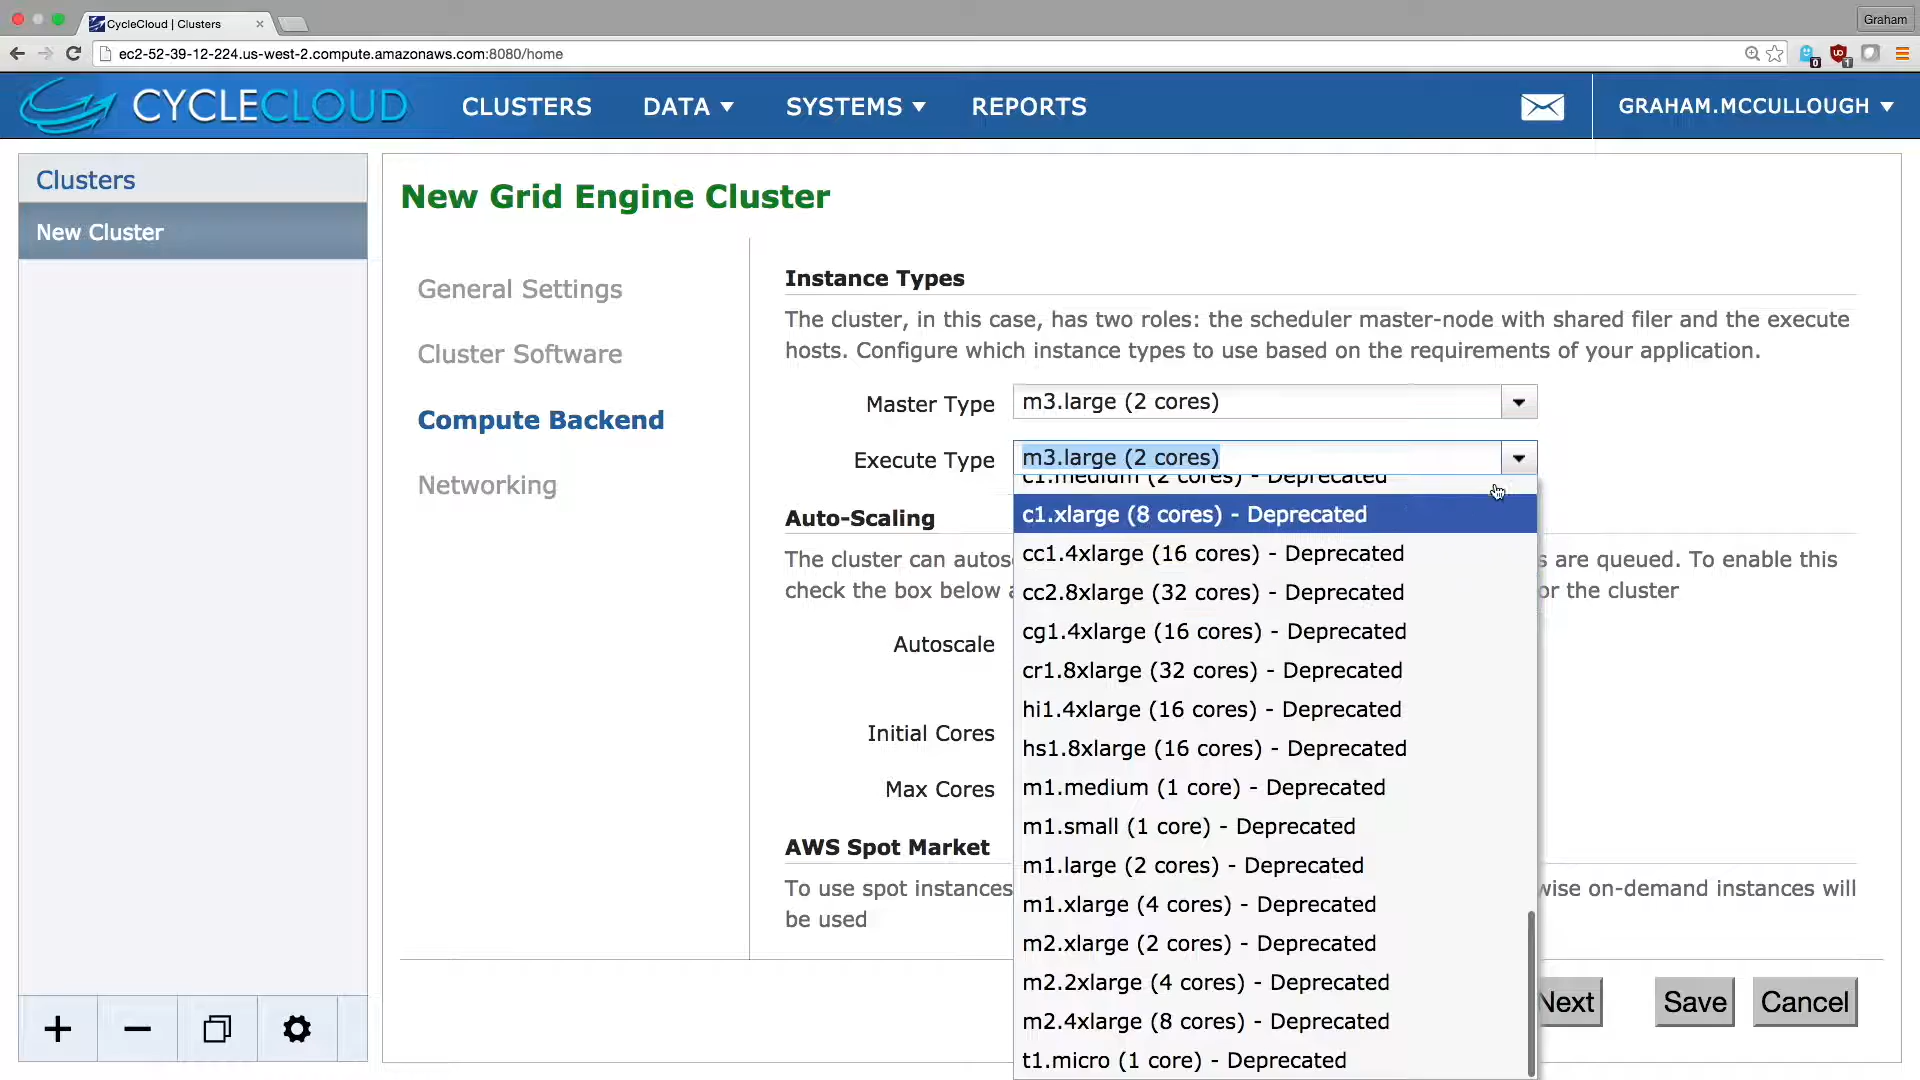 CycleCloud | Clusters
Graham
ec2-52-39-12-224.us-west-2.compute.amazonaws.com:8080/home
0
1
CYCLECLOUD
CLUSTERS
DATA
SYSTEMS
REPORTS
GRAHAM.MCCULLOUGH
Clusters
New Cluster
New Grid Engine Cluster
General Settings
Cluster Software
Compute Backend
Networking
Instance Types
The cluster, in this case, has two roles: the scheduler master-node with shared filer and the execute
hosts. Configure which instance types to use based on the requirements of your application.
Master Type
m3.large (2 cores)
Execute Type
m3.large (2 cores)
c1.medium (2 cores) - Deprecated
c1.xlarge (8 cores) - Deprecated
cc1.4xlarge (16 cores) - Deprecated
cc2.8xlarge (32 cores) - Deprecated
cg1.4xlarge (16 cores) - Deprecated
cr1.8xlarge (32 cores) - Deprecated
hi1.4xlarge (16 cores) - Deprecated
hs1.8xlarge (16 cores) - Deprecated
m1.medium (1 core) - Deprecated
m1.small (1 core) - Deprecated
m1.large (2 cores) - Deprecated
m1.xlarge (4 cores) - Deprecated
m2.xlarge (2 cores) - Deprecated
m2.2xlarge (4 cores) - Deprecated
m2.4xlarge (8 cores) - Deprecated
t1.micro (1 core) - Deprecated
Auto-Scaling
The cluster can autos s are queued. To enable this
check the box below or the cluster
Autoscale
Initial Cores
Max Cores
AWS Spot Market
To use spot instances wise on-demand instances will
be used
Next
Save
Cancel